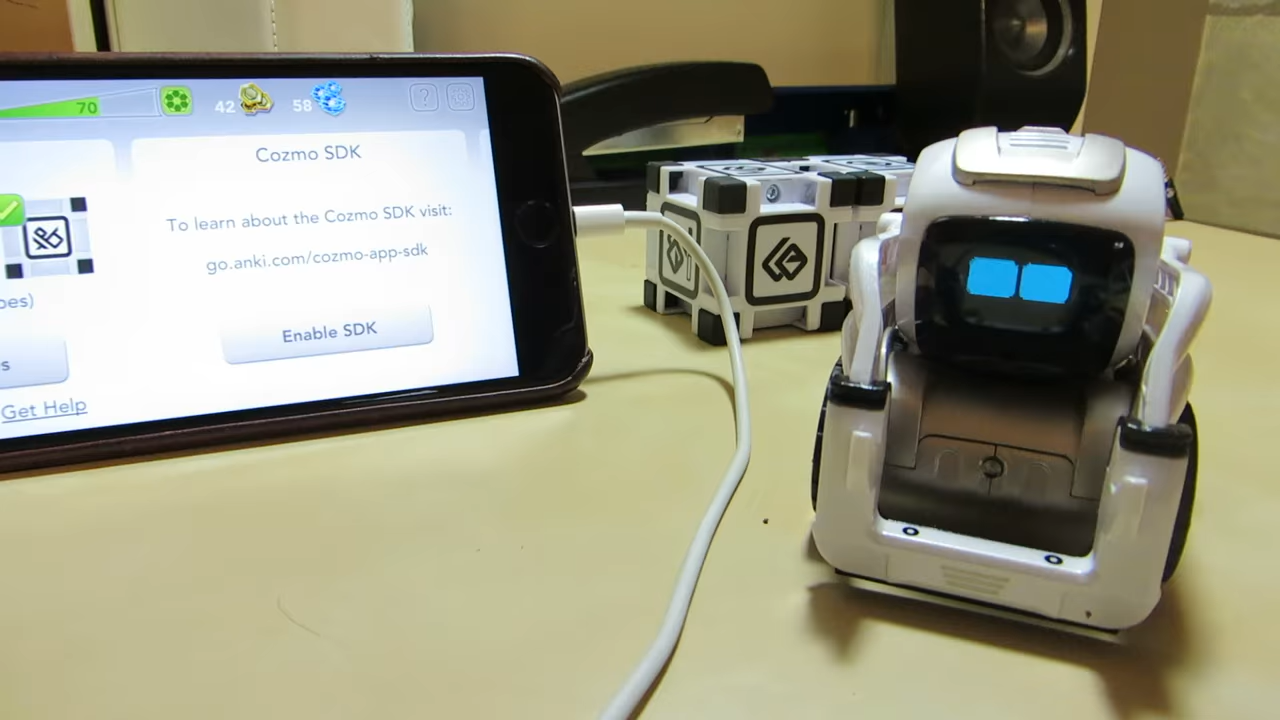 70
42
58
?
Cozmo SDK
To learn about the Cozmo SDK visit:
go.anki.com/cozmo-app-sdk
Enable SDK
bes)
s
Get Help